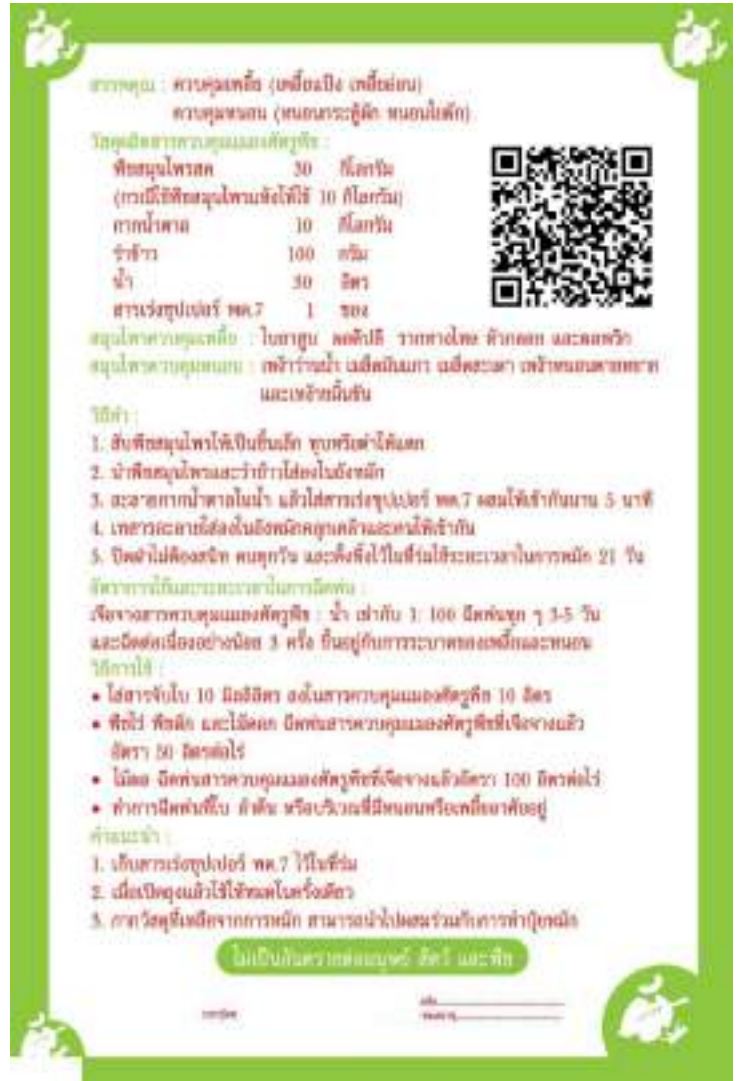 สรรพคุณ : ควบคุมเพลี้ย (เพลี้ยแป้ง เพลี้ยอ่อน)
ควบคุมหนอน (หนอนกระทู้ผัก หนอนใยผัก)
วัสดุผลิตสารควบคุมแมลงศัตรูพืช :
พืชสมุนไพรสด 30 กิโลกรัม
(กรณีใช้พืชสมุนไพรแห้งให้ใช้ 10 กิโลกรัม)
กากน้ำตาล 10 กิโลกรัม
รำข้าว 100 กรัม
น้ำ 30 ลิตร
สารเร่งซุปเปอร์ พด.7 1 ซอง
สมุนไพรควบคุมเพลี้ย : ใบยาสูบ ดอกดีปลี รากหางไหล หัวกลอย และดอกพริก
สมุนไพรควบคุมหนอน : เหง้าว่านน้ำ เมล็ดมันแกว เมล็ดสะเดา เหง้าหนอนตายหยาก
และเหง้าขมิ้นชัน
วิธีทำ :
1. สับพืชสมุนไพรให้เป็นชิ้นเล็ก ทุบหรือตำให้แตก
2. นำพืชสมุนไพรและรำข้าวใส่ลงในถังหมัก
3. ละลายกากน้ำตาลในน้ำ แล้วใส่สารเร่งซุปเปอร์ พด.7 ผสมให้เข้ากันนาน 5 นาที
4. เทสารละลายใส่ลงในถังหมักคลุกเคล้าและคนให้เข้ากัน
5. ปิดฝาไม่ต้องสนิท คนทุกวัน และตั้งทิ้งไว้ในที่ร่มใช้ระยะเวลาในการหมัก 21 วัน
อัตราการใช้และระยะเวลาในการฉีดพ่น :
เจือจางสารควบคุมแมลงศัตรูพืช : น้ำ เท่ากับ 1: 100 ฉีดพ่นทุก ๆ 3-5 วัน
และฉีดต่อเนื่องอย่างน้อย 3 ครั้ง ขึ้นอยู่กับการระบาดของเพลี้ยและหนอน
วิธีการใช้ :
• ใส่สารจับใบ 10 มิลลิลิตร ลงในสารควบคุมแมลงศัตรูพืช 10 ลิตร
• พืชไร่ พืชผัก และไม้ดอก ฉีดพ่นสารควบคุมแมลงศัตรูพืชที่เจือจางแล้ว
อัตรา 50 ลิตรต่อไร่
• ไม้ผล ฉีดพ่นสารควบคุมแมลงศัตรูพืชที่เจือจางแล้วอัตรา 100 ลิตรต่อไร่
• ทำการฉีดพ่นที่ใบ ลำต้น หรือบริเวณที่มีหนอนหรือเพลี้ยอาศัยอยู่
คำแนะนำ :
1. เก็บสารเร่งซุปเปอร์ พด.7 ไว้ในที่ร่ม
2. เมื่อเปิดถุงแล้วใช้ให้หมดในครั้งเดียว
3. กากวัสดุที่เหลือจากการหมัก สามารถนำไปผสมร่วมกับการทำปุ๋ยหมัก
ไม่เป็นอันตรายต่อมนุษย์ สัตว์ และพืช